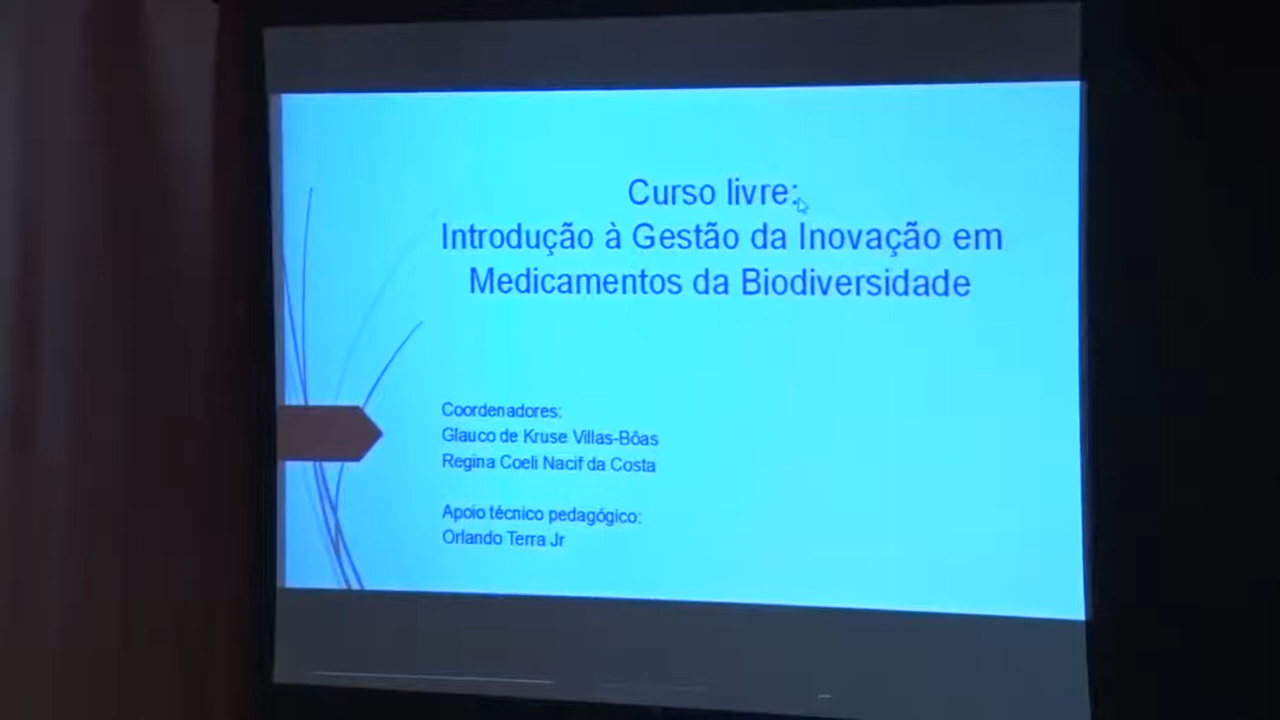 Curso livre:
Introdução à Gestão da Inovação em
Medicamentos da Biodiversidade
Coordenadores:
Glauco de Kruse Villas-Bôas
Regina Coeli Nacif da Costa
Apoio técnico pedagógico:
Orlando Terra Jr